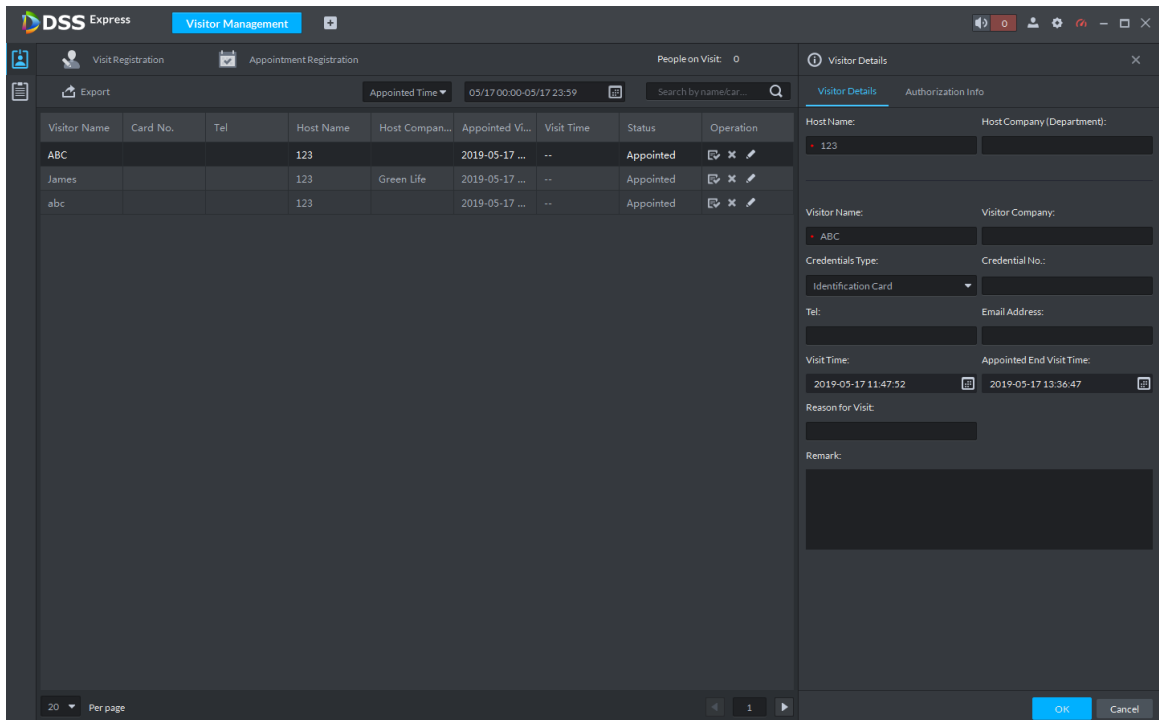 DSS Express Visitor Management 0
Visit Registration Appointment Registration People on Visit: 0
Export Appointed Time 05/17 00:00-05/17 23:59 Search by name/car...
Visitor Name Card No. Tel Host Name Host Compan... Appointed Vi... Visit Time Status Operation
ABC 123 2019-05-17 ... -- Appointed
James 123 Green Life 2019-05-17 ... -- Appointed
abc 123 2019-05-17 ... -- Appointed
20 Per page 1
Visitor Details
Visitor Details Authorization Info
Host Name: Host Company (Department):
* 123
Visitor Name: Visitor Company:
* ABC
Credentials Type: Credential No.:
Identification Card
Tel: Email Address:
Visit Time: Appointed End Visit Time:
2019-05-17 11:47:52 2019-05-17 13:36:47
Reason for Visit:
Remark:
OK Cancel